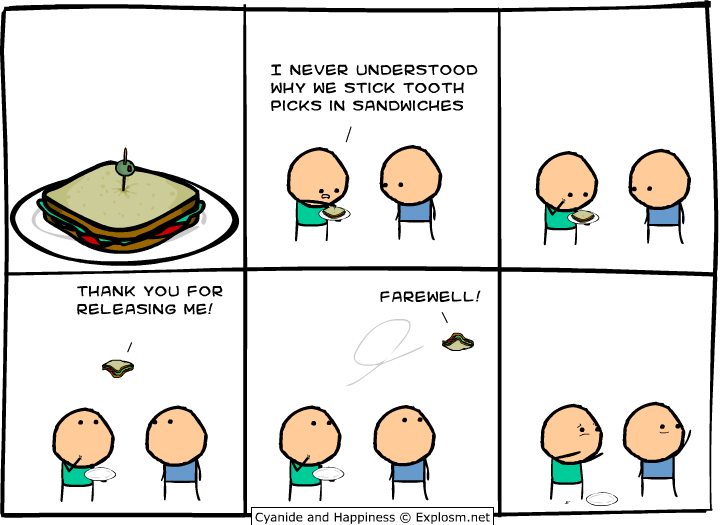 I NEVER UNDERSTOOD
WHY WE STICK TOOTH
PICKS IN SANDWICHES
THANK YOU FOR
RELEASING ME!
FAREWELL!
Cyanide and Happiness © Explosm.net